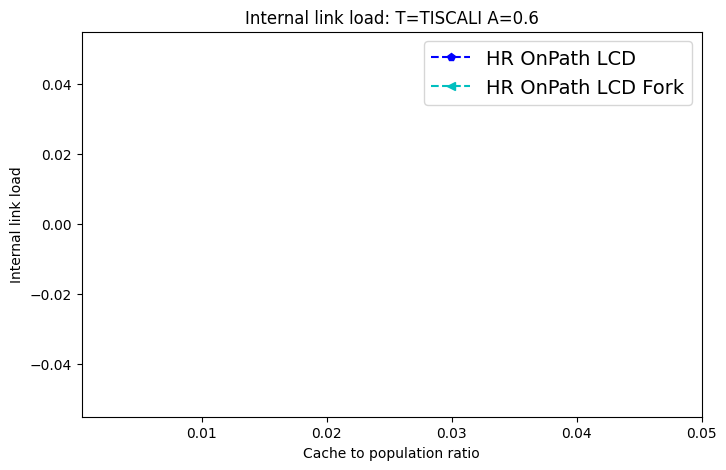 Internal link load: T=TISCALI A=0.6
HR OnPath LCD
HR OnPath LCD Fork
Internal link load
0.04
0.02
0.00
−0.02
−0.04
0.01
0.02
0.03
0.04
0.05
Cache to population ratio